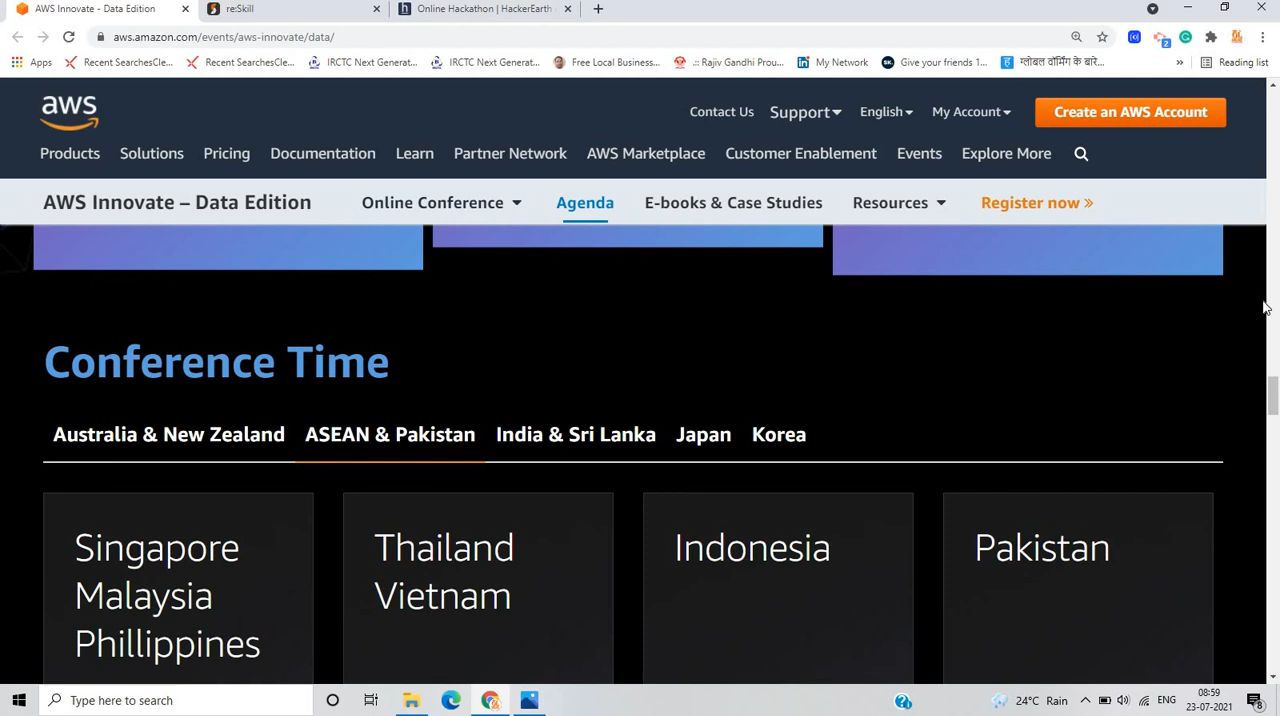 AWS Innovate - Data Edition
re:Skill
Online Hackathon | HackerEarth
aws.amazon.com/events/aws-innovate/data/
2
Apps
Recent SearchesCle...
Recent SearchesCle...
IRCTC Next Generat...
IRCTC Next Generat...
Free Local Business...
.:: Rajiv Gandhi Prou...
My Network
Give your friends 1...
ग्लोबल वॉर्मिंग के बारे...
»
Reading list
aws
Contact Us
Support
English
My Account
Create an AWS Account
Products
Solutions
Pricing
Documentation
Learn
Partner Network
AWS Marketplace
Customer Enablement
Events
Explore More
AWS Innovate – Data Edition
Online Conference
Agenda
E-books & Case Studies
Resources
Register now »
Conference Time
Australia & New Zealand
ASEAN & Pakistan
India & Sri Lanka
Japan
Korea
Singapore
Malaysia
Phillippines
Thailand
Vietnam
Indonesia
Pakistan
Type here to search
24°C Rain
ENG
08:59
23-07-2021
8